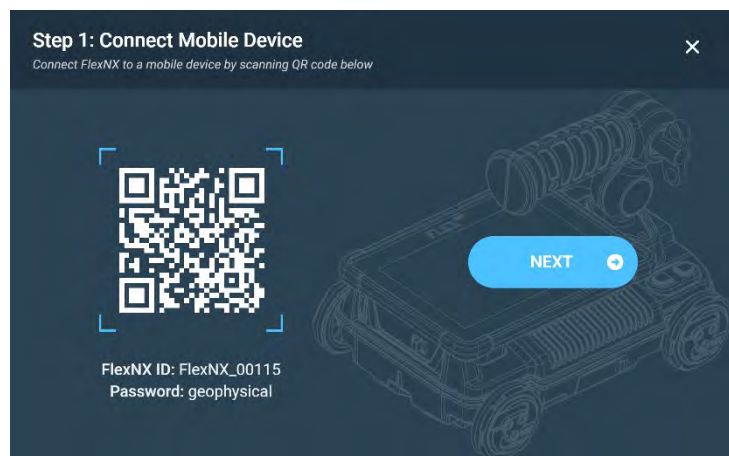 Step 1: Connect Mobile Device
Connect FlexNX to a mobile device by scanning QR code below
NEXT
FlexNX ID: FlexNX_00115
Password: geophysical